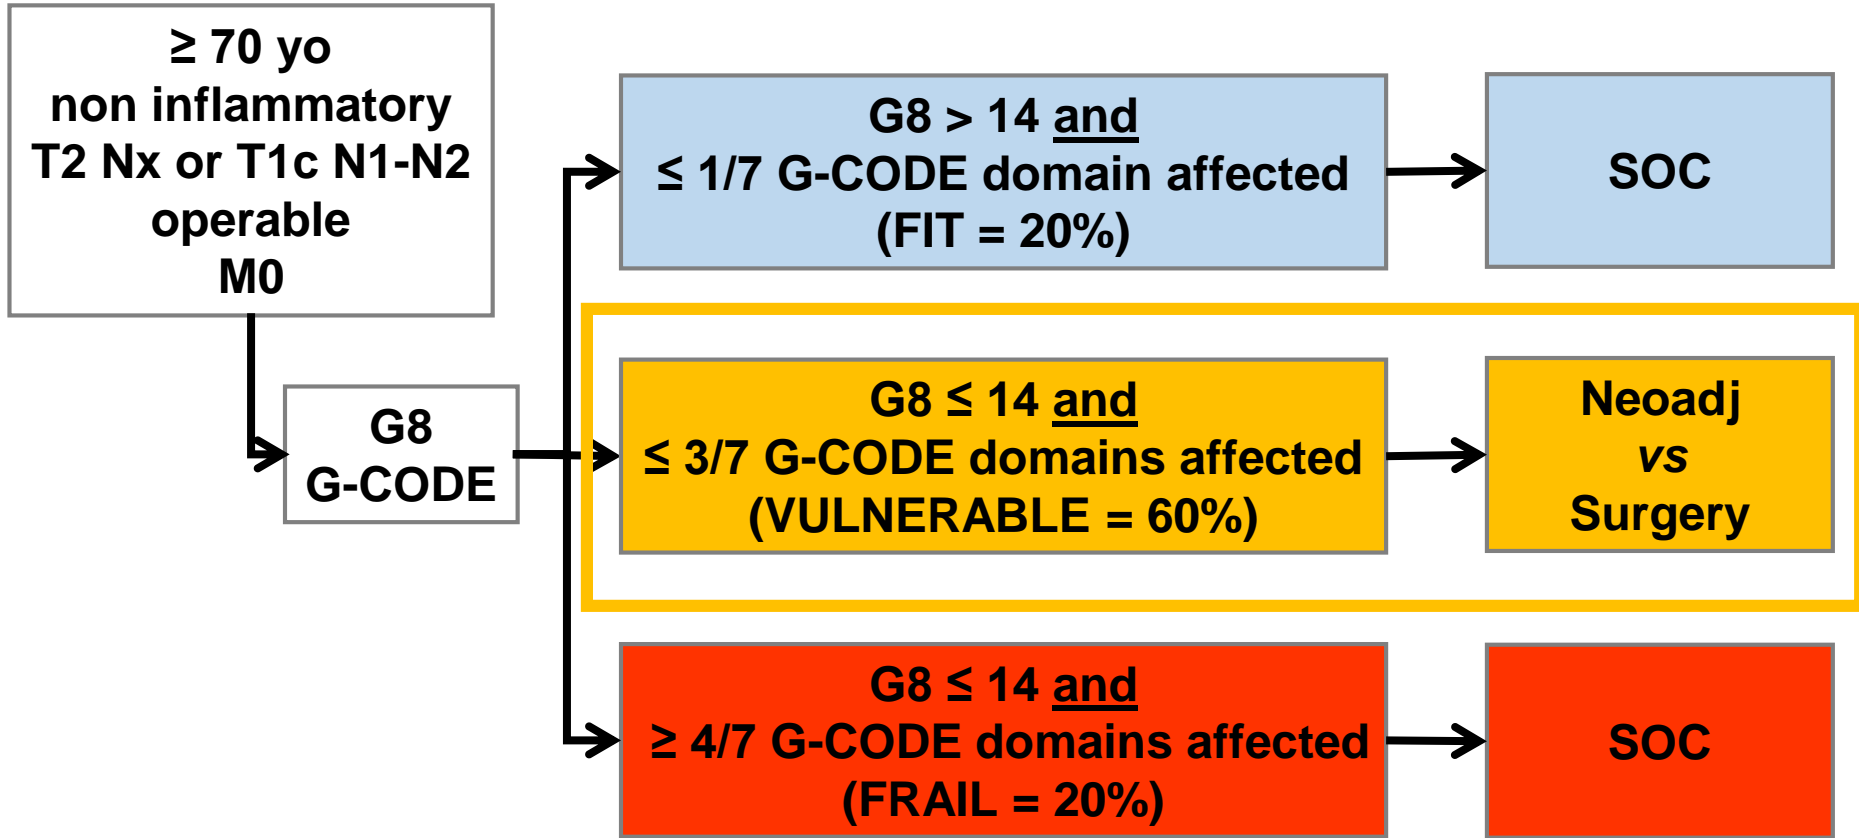 ≥ 70 yo
non inflammatory
T2 Nx or T1c N1-N2
operable
M0
G8
G-CODE
G8 > 14 and
≤ 1/7 G-CODE domain affected
(FIT = 20%)
SOC
G8 ≤ 14 and
≤ 3/7 G-CODE domains affected
(VULNERABLE = 60%)
Neoadj
vs
Surgery
G8 ≤ 14 and
≥ 4/7 G-CODE domains affected
(FRAIL = 20%)
SOC